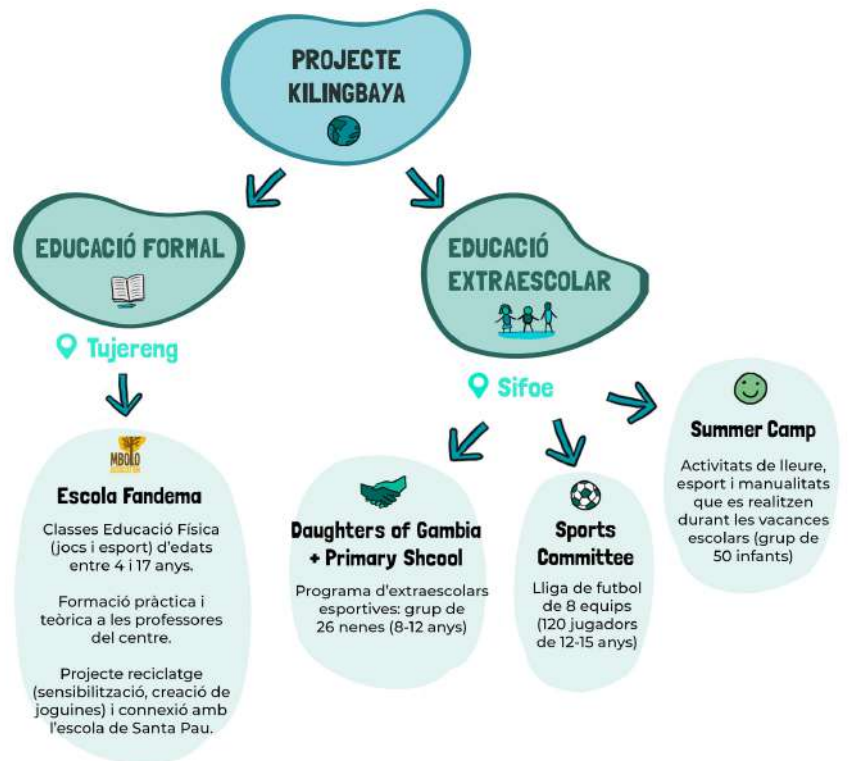 PROJECTE
KILINGBAYA
EDUCACIÓ FORMAL
Tujereng
MBOLO
ASSOCIATION
Escola Fandema
Classes Educació Física
(jocs i esport) d'edats
entre 4 i 17 anys.
Formació pràctica i
teòrica a les professores
del centre.
Projecte reciclatge
(sensibilització, creació de
joguines) i connexió amb
l'escola de Santa Pau.
EDUCACIÓ
EXTRAESCOLAR
Sifoe
Daughters of Gambia
+ Primary Shcool
Programa d'extraescolars
esportives: grup de
26 nenes (8-12 anys)
Sports
Committee
Lliga de futbol
de 8 equips
(120 jugadors
de 12-15 anys)
Summer Camp
Activitats de lleure,
esport i manualitats
que es realitzen
durant les vacances
escolars (grup de
50 infants)